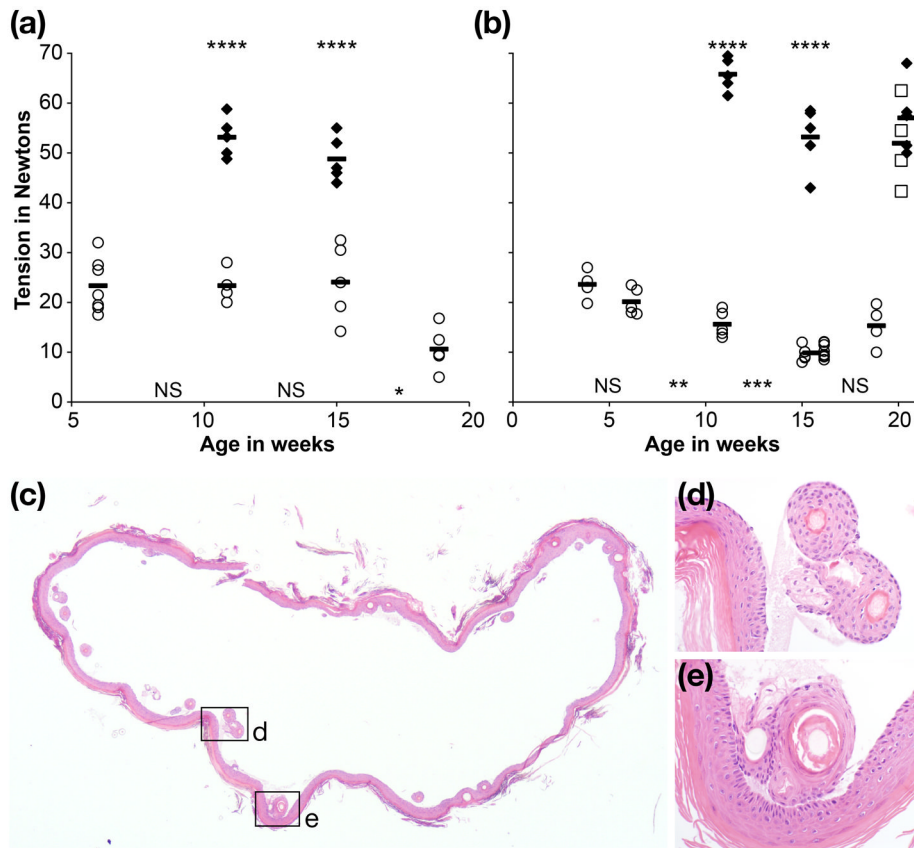 (a)
(b)
**** ****
**** ****
Tension in Newtons
70
60
50
40
30
20
10
0
NS NS *
NS ** *** NS
5 10 15 20
0 5 10 15 20
Age in weeks
Age in weeks
(c)
d
e
(d)
(e)